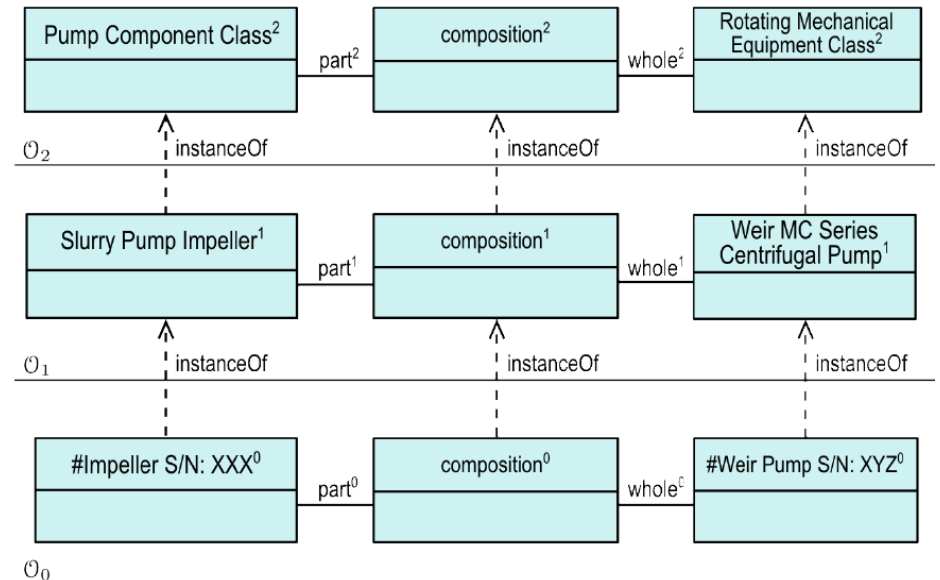 Pump Component Class²
composition²
Rotating Mechanical
Equipment Class²
part²
whole²
instanceOf
instanceOf
instanceOf
𝒪₂
Slurry Pump Impeller¹
composition¹
Weir MC Series
Centrifugal Pump¹
part¹
whole¹
instanceOf
instanceOf
instanceOf
𝒪₁
#Impeller S/N: XXX⁰
composition⁰
#Weir Pump S/N: XYZ⁰
part⁰
whole⁰
𝒪₀